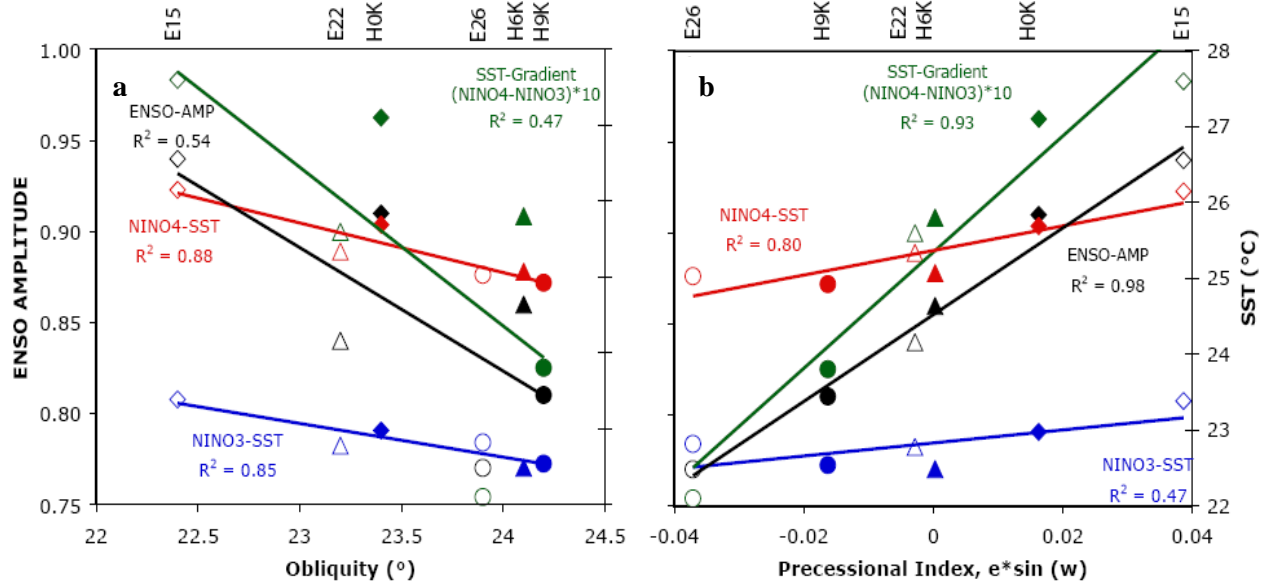 E15
E22
H0K
E26
H6K
H9K
E26
H9K
E22
H6K
H0K
E15
a
SST-Gradient
(NINO4-NINO3)*10
R² = 0.47
ENSO-AMP
R² = 0.54
NINO4-SST
R² = 0.88
NINO3-SST
R² = 0.85
1.00
0.95
0.90
0.85
0.80
0.75
ENSO AMPLITUDE
22
22.5
23
23.5
24
24.5
Obliquity (º)
b
SST-Gradient
(NINO4-NINO3)*10
R² = 0.93
NINO4-SST
R² = 0.80
ENSO-AMP
R² = 0.98
NINO3-SST
R² = 0.47
28
27
26
25
24
23
22
SST (°C)
-0.04
-0.02
0
0.02
0.04
Precessional Index, e*sin (w)